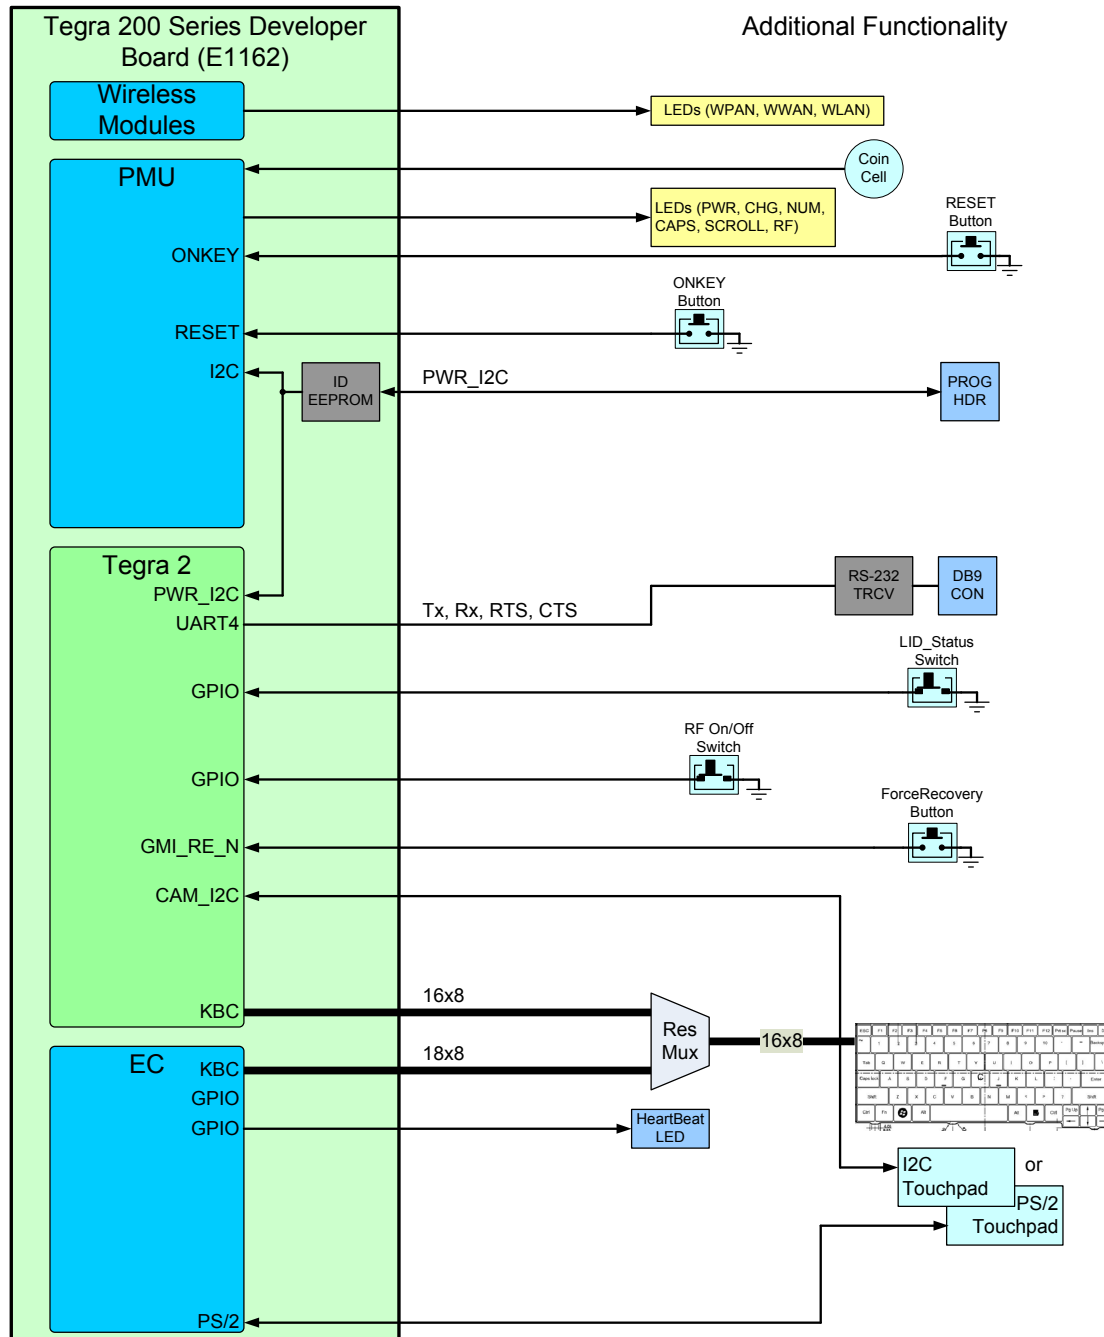 Tegra 200 Series Developer
Board (E1162)
Additional Functionality
Wireless
Modules
LEDs (WPAN, WWAN, WLAN)
PMU
Coin
Cell
LEDs (PWR, CHG, NUM,
CAPS, SCROLL, RF)
RESET
Button
ONKEY
ONKEY
Button
RESET
I2C
ID
EEPROM
PWR_I2C
PROG
HDR
Tegra 2
PWR_I2C
UART4
Tx, Rx, RTS, CTS
RS-232
TRCV
DB9
CON
LID_Status
Switch
GPIO
RF On/Off
Switch
GPIO
ForceRecovery
Button
GMI_RE_N
CAM_I2C
KBC
16x8
Res
Mux
16x8
EC
KBC
18x8
GPIO
GPIO
HeartBeat
LED
I2C
Touchpad
or
PS/2
Touchpad
PS/2